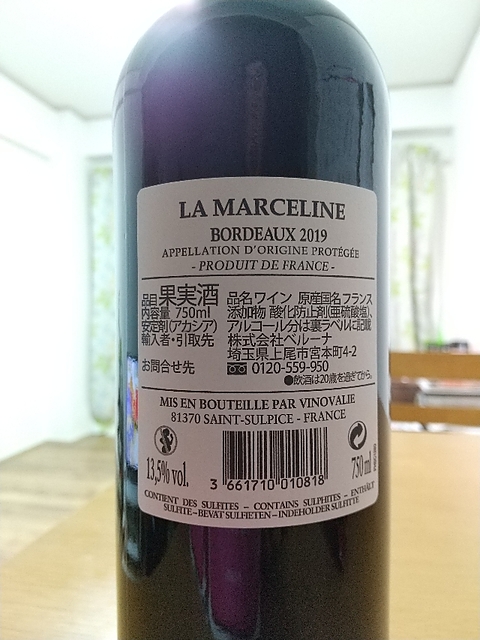 LA MARCELINE
BORDEAUX 2019
APPELLATION D'ORIGINE PROTÉGÉE
- PRODUIT DE FRANCE -
品目果実酒 品名ワイン 原産国名フランス
内容量 750ml 添加物 酸化防止剤(亜硫酸塩)、
安定剤(アカシア) アルコール分は裏ラベルに記載
輸入者・引取先 株式会社ベルーナ
埼玉県上尾市宮本町4-2
お問合せ先 0120-559-950
●飲酒は20歳を過ぎてから。
MIS EN BOUTEILLE PAR VINOVALIE
81370 SAINT-SULPICE - FRANCE
13,5% vol.
750 ml
3 661710 010818
CONTIENT DES SULFITES – CONTAINS SULPHITES – ENTHÄLT
SULFITE–BEVAT SULFIETEN–INDEHOLDER SULFITTE